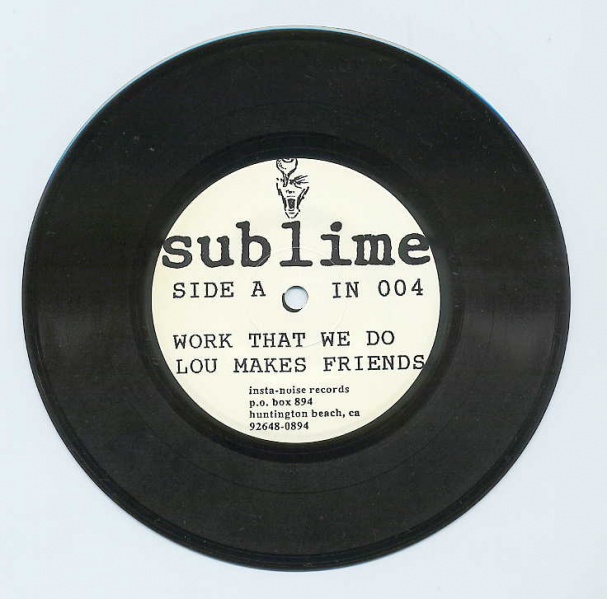 sublime
SIDE A IN 004
WORK THAT WE DO
LOU MAKES FRIENDS
insta-noise records
p.o. box 894
huntington beach, ca
92648-0894